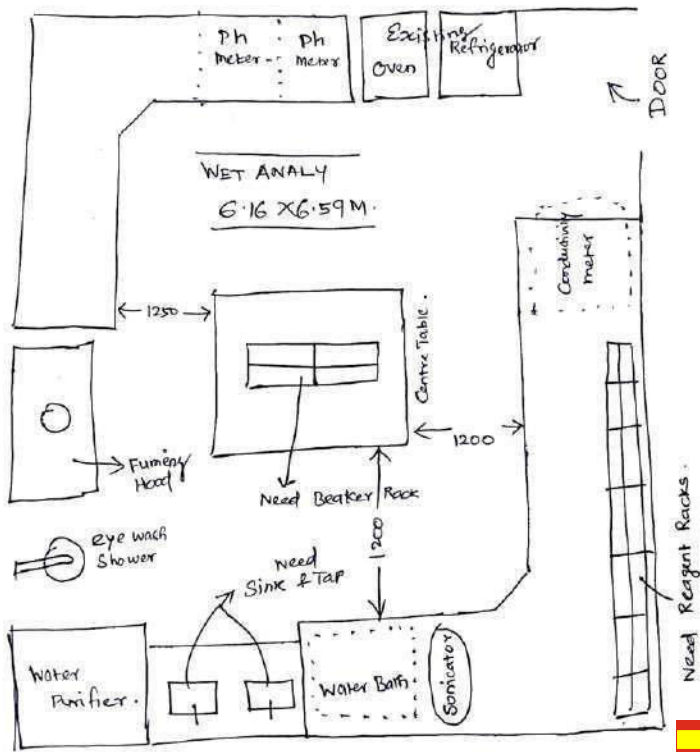 Ph
meter
Ph
meter
Existing
Oven
Refrigerator
DOOR
WET ANALY
6.16 X 6.59 M.
Conductivity
meter
1250
Centre Table.
1200
Fuming
Hood
Need Beaker Rack
1200
eye wash
Shower
Need
Sink & Tap
Need Reagent Racks.
Water
Purifier.
Water Bath
Sonicator